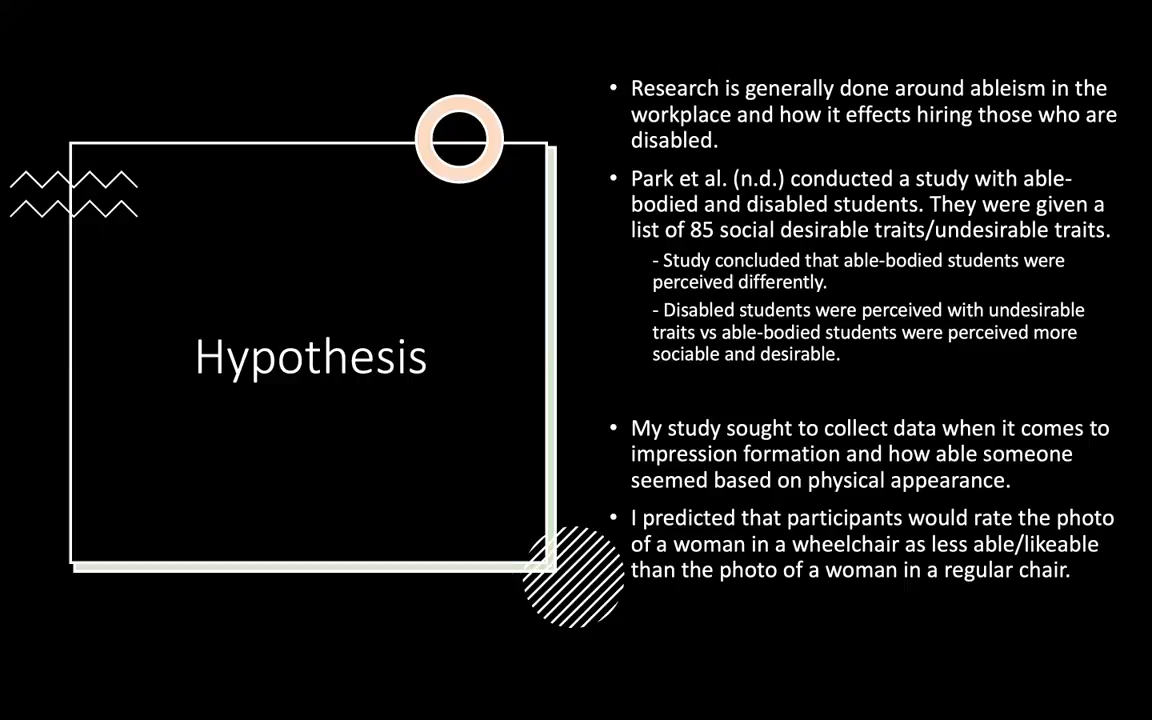 Hypothesis
• Research is generally done around ableism in the
workplace and how it effects hiring those who are
disabled.
• Park et al. (n.d.) conducted a study with able-
bodied and disabled students. They were given a
list of 85 social desirable traits/undesirable traits.
- Study concluded that able-bodied students were
perceived differently.
- Disabled students were perceived with undesirable
traits vs able-bodied students were perceived more
sociable and desirable.
• My study sought to collect data when it comes to
impression formation and how able someone
seemed based on physical appearance.
• I predicted that participants would rate the photo
of a woman in a wheelchair as less able/likeable
than the photo of a woman in a regular chair.